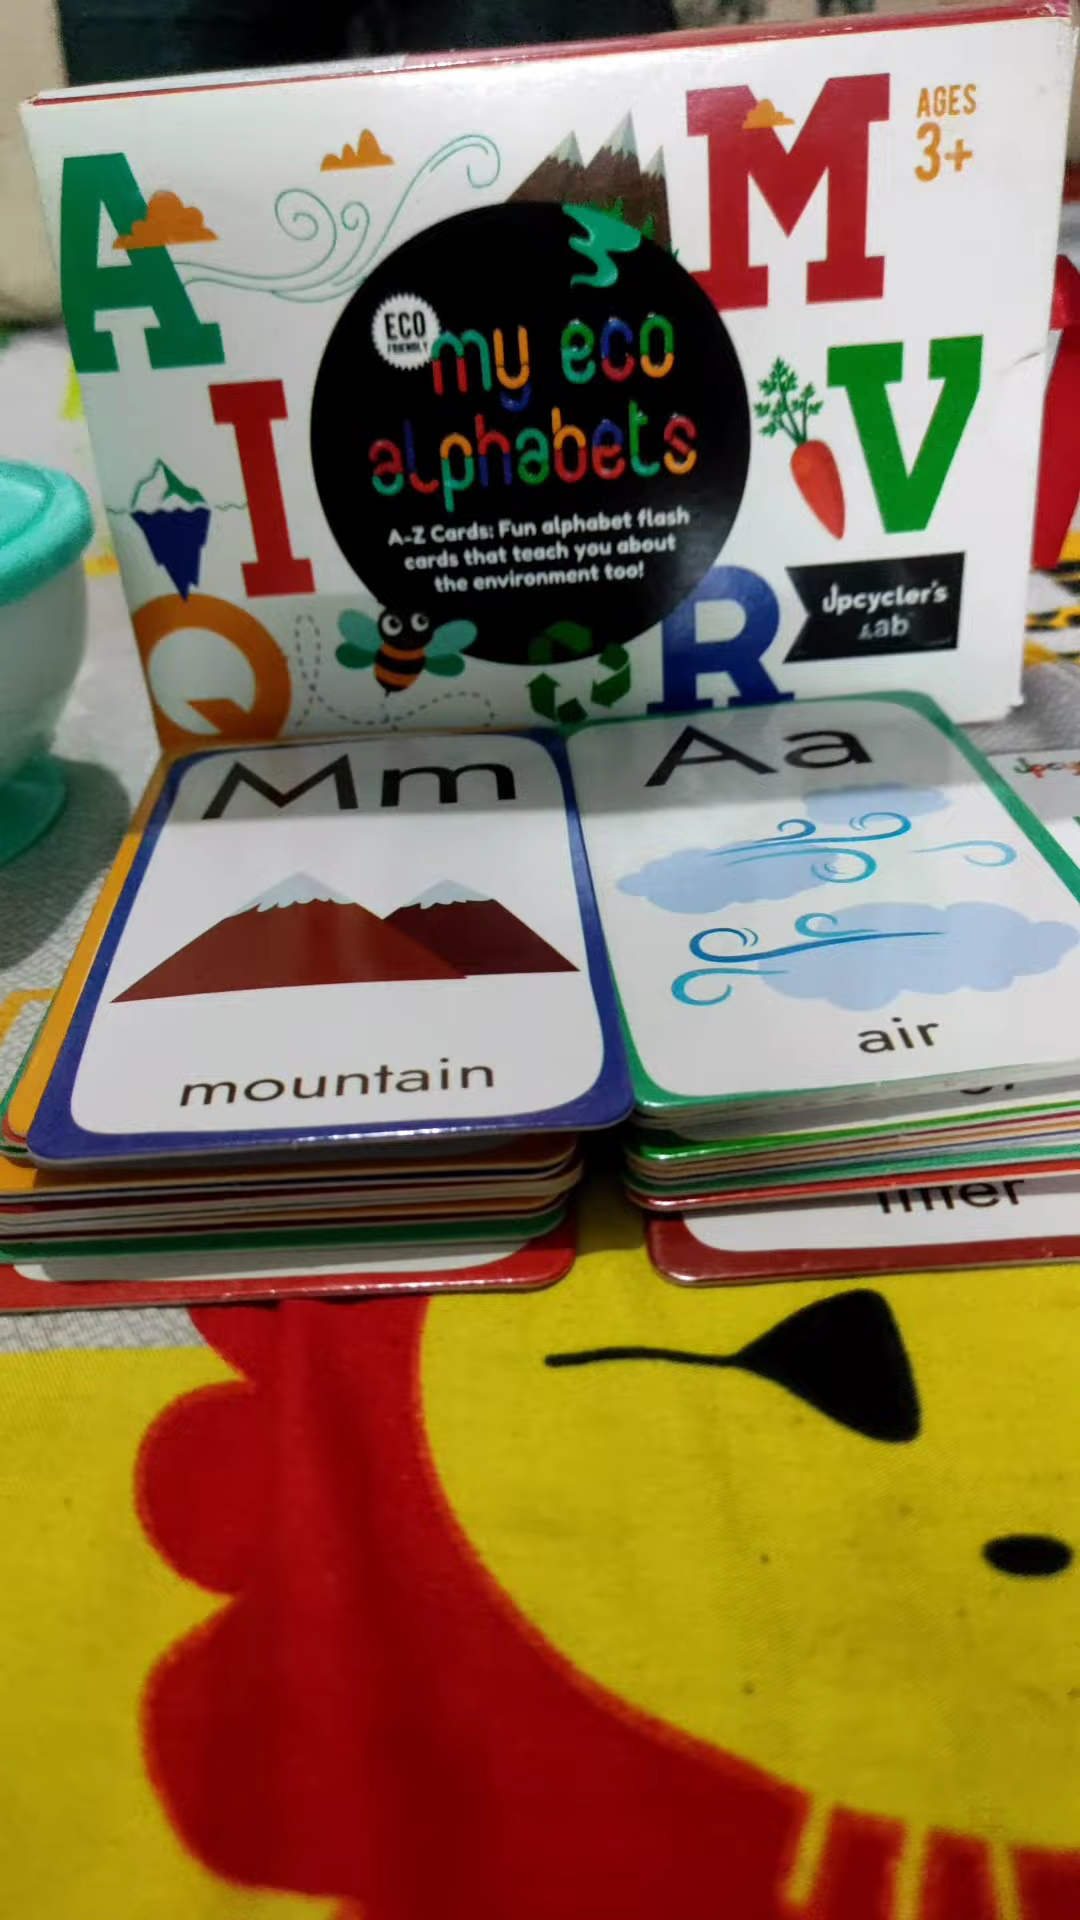 A
M
AGES
3+
ECO
FRIENDLY
my eco
alphabets
I
V
A-Z Cards: Fun alphabet flash
cards that teach you about
the environment too!
Upcycler's
Lab
Q
R
Mm
mountain
Aa
air